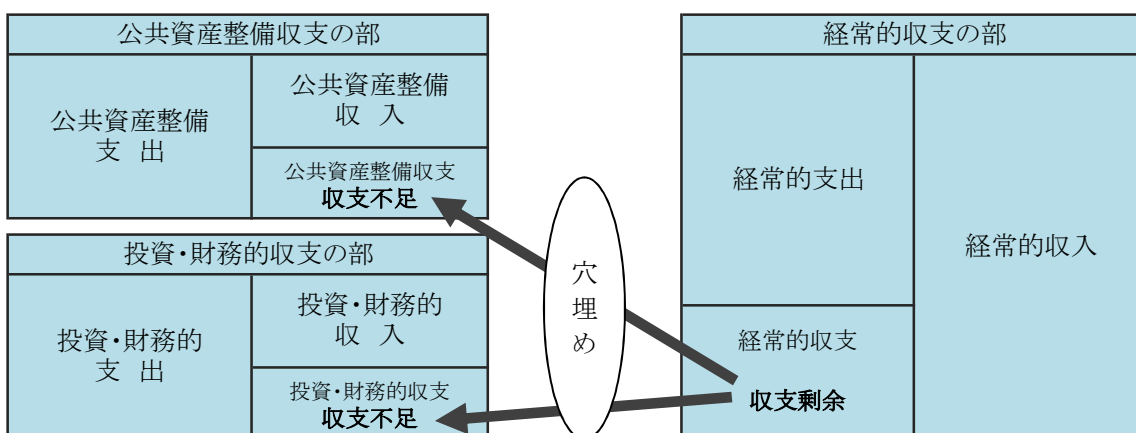 公共資産整備収支の部
公共資産整備
支 出
公共資産整備
収 入
公共資産整備収支
収支不足
投資・財務的収支の部
投資・財務的
支 出
投資・財務的
収 入
投資・財務的収支
収支不足
穴
埋
め
経常的収支の部
経常的支出
経常的収支
収支剰余
経常的収入